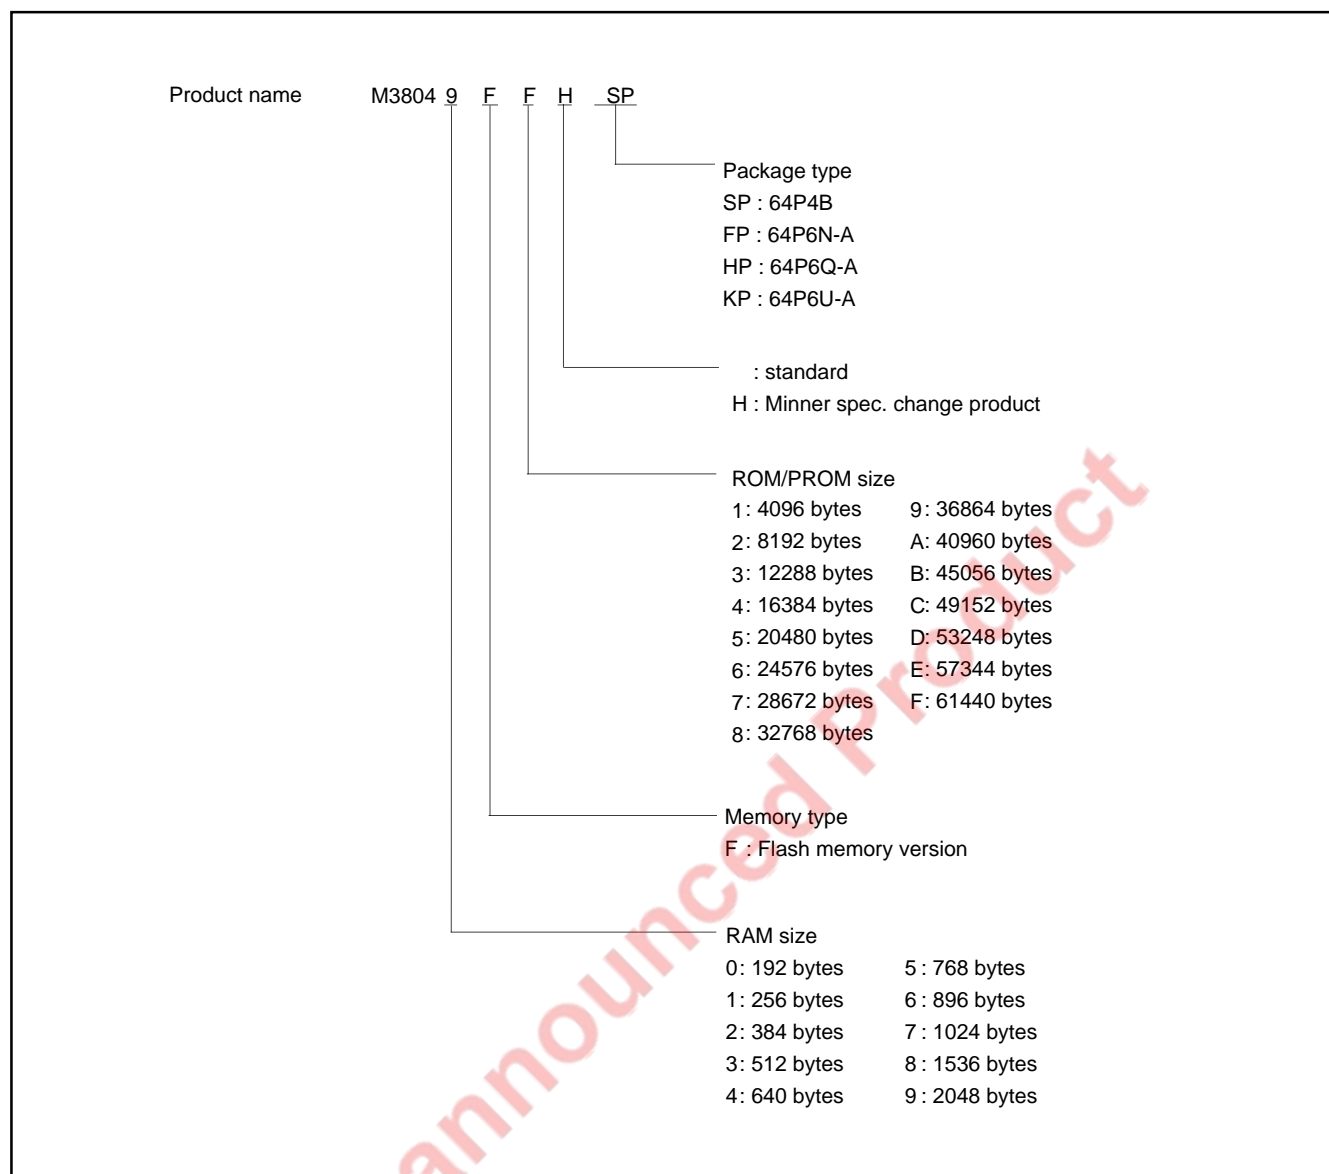 Product name M3804 9 F F H SP
Package type
SP : 64P4B
FP : 64P6N-A
HP : 64P6Q-A
KP : 64P6U-A
: standard
H : Minner spec. change product
ROM/PROM size
1: 4096 bytes 9: 36864 bytes
2: 8192 bytes A: 40960 bytes
3: 12288 bytes B: 45056 bytes
4: 16384 bytes C: 49152 bytes
5: 20480 bytes D: 53248 bytes
6: 24576 bytes E: 57344 bytes
7: 28672 bytes F: 61440 bytes
8: 32768 bytes
Memory type
F : Flash memory version
RAM size
0: 192 bytes 5 : 768 bytes
1: 256 bytes 6 : 896 bytes
2: 384 bytes 7 : 1024 bytes
3: 512 bytes 8 : 1536 bytes
4: 640 bytes 9 : 2048 bytes
announced Product